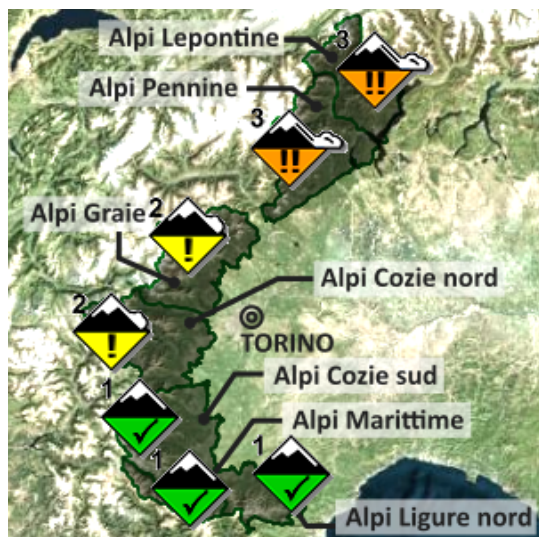 Alpi Lepontine
3
Alpi Pennine
!!
3
!!
Alpi Graie
2
!
Alpi Cozie nord
2
!
TORINO
Alpi Cozie sud
1
Alpi Marittime
1
1
Alpi Ligure nord